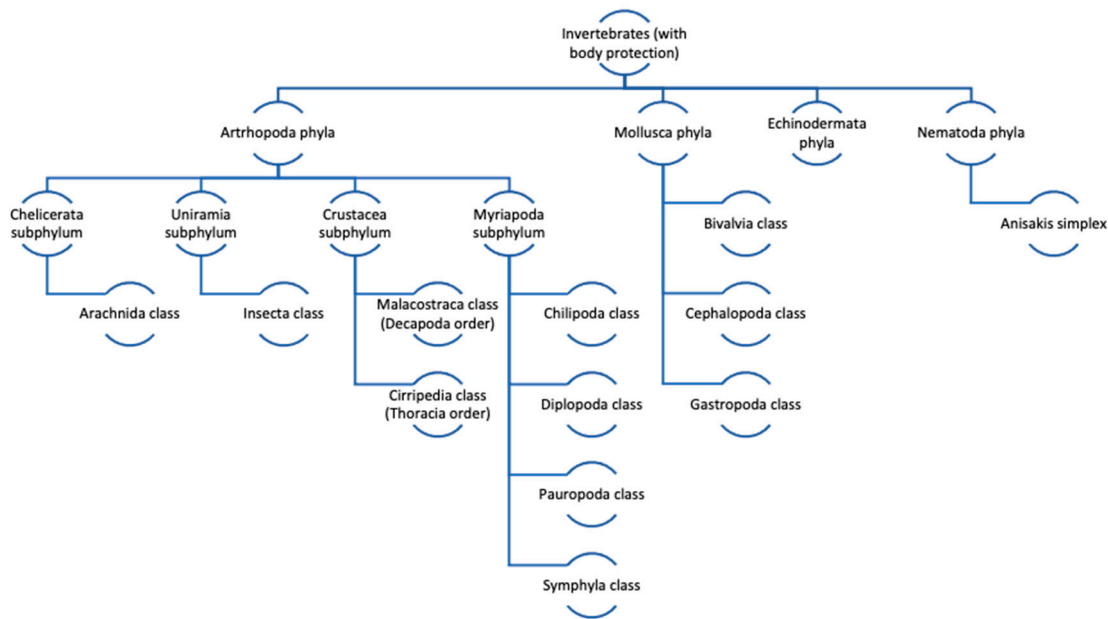 Invertebrates (with
body protection)
Artrhopoda phyla
Mollusca phyla
Echinodermata
phyla
Nematoda phyla
Chelicerata
subphylum
Uniramia
subphylum
Crustacea
subphylum
Myriapoda
subphylum
Bivalvia class
Anisakis simplex
Arachnida class
Insecta class
Malacostraca class
(Decapoda order)
Chilipoda class
Cephalopoda class
Cirripedia class
(Thoracia order)
Diplopoda class
Gastropoda class
Pauropoda class
Symphyla class